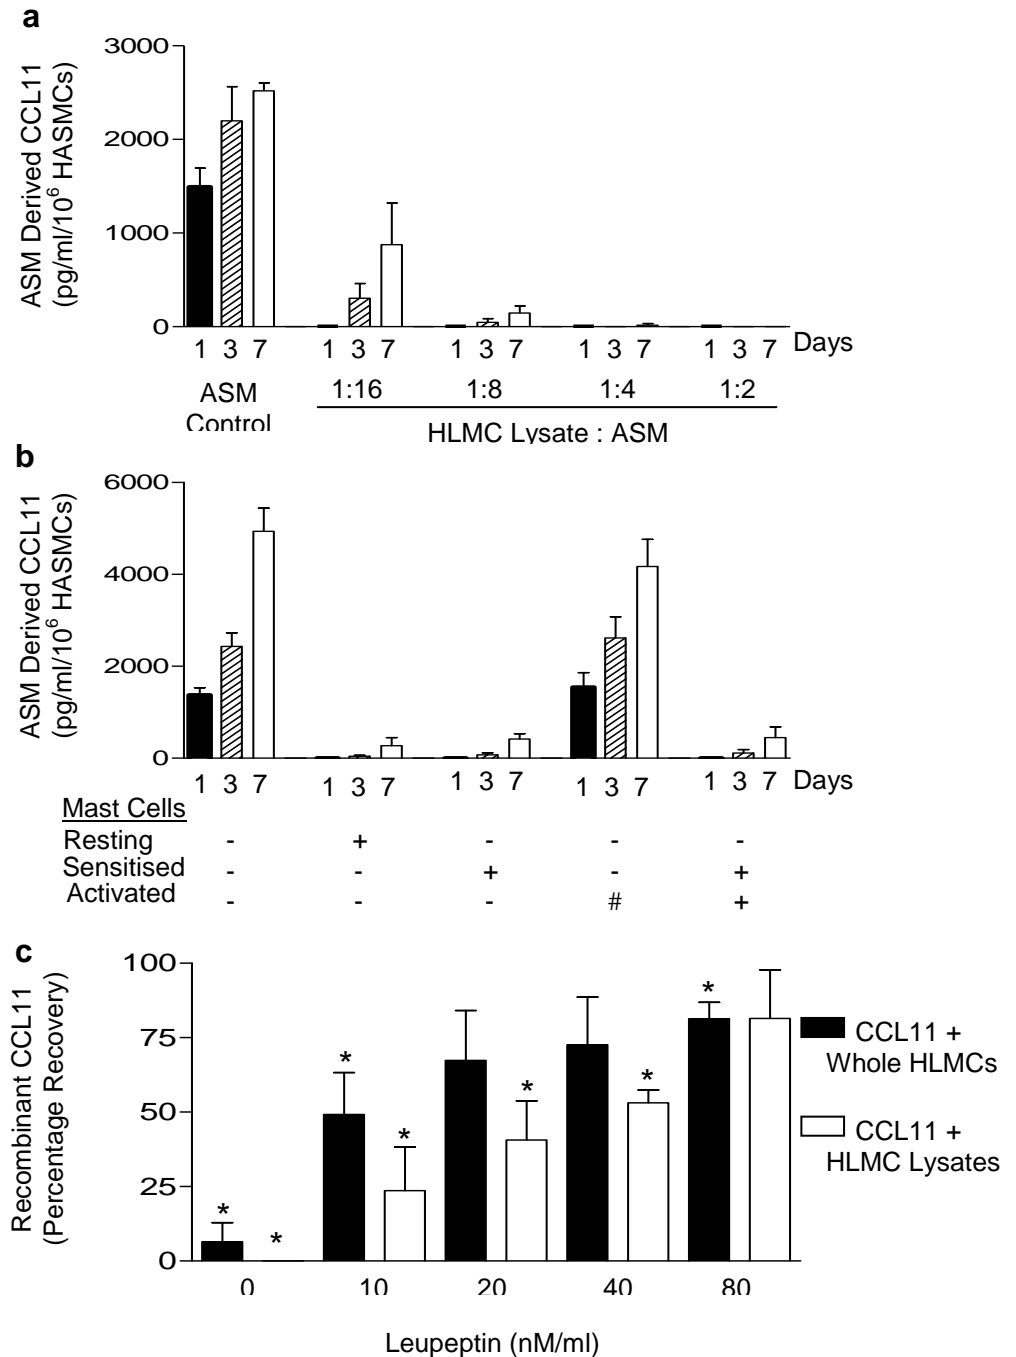 a
ASM Derived CCL11
(pg/ml/10⁶ HASMCs)
3000
2000
1000
0
1 3 7 1 3 7 1 3 7 1 3 7 1 3 7 Days
ASM
Control
1:16 1:8 1:4 1:2
HLMC Lysate : ASM
b
ASM Derived CCL11
(pg/ml/10⁶ HASMCs)
6000
4000
2000
0
1 3 7 1 3 7 1 3 7 1 3 7 1 3 7 Days
Mast Cells
Resting - + - - -
Sensitised - - + - +
Activated - - - # +
c
Recombinant CCL11
(Percentage Recovery)
100
75
50
25
0
* * * * * * *
CCL11 +
Whole HLMCs
CCL11 +
HLMC Lysates
0 10 20 40 80
Leupeptin (nM/ml)